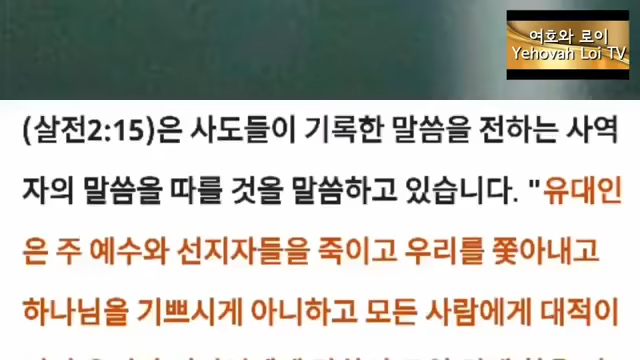 여호와 로이
Yehovah Loi TV
(살전2:15)은 사도들이 기록한 말씀을 전하는 사역
자의 말씀을 따를 것을 말씀하고 있습니다. "유대인
은 주 예수와 선지자들을 죽이고 우리를 쫓아내고
하나님을 기쁘시게 아니하고 모든 사람에게 대적이